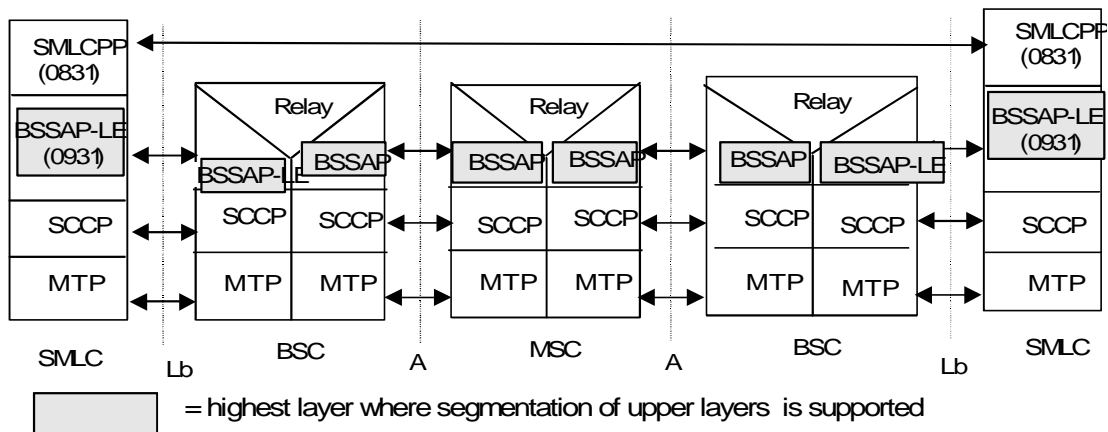 SMLCPP
(0831)
SMLCPP
(0831)
Relay
Relay
Relay
BSSAP-LE
(0931)
BSSAP-LE
(0931)
BSSAP-LE
BSSAP
BSSAP
BSSAP
BSSAP
BSSAP-LE
SCCP
SCCP
SCCP
SCCP
SCCP
SCCP
SCCP
SCCP
MTP
MTP
MTP
MTP
MTP
MTP
MTP
MTP
SMLC
Lb
BSC
A
MSC
A
BSC
Lb
SMLC
= highest layer where segmentation of upper layers is supported